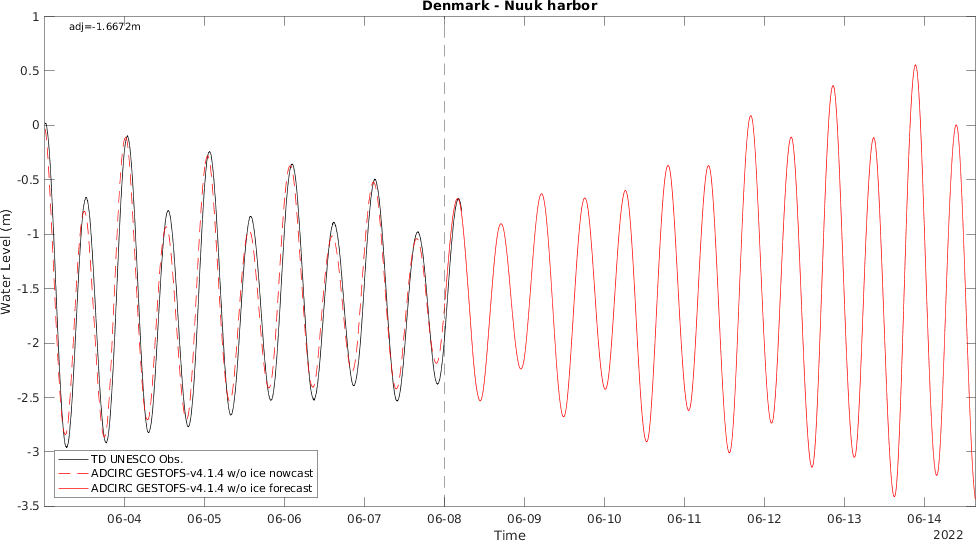 Denmark - Nuuk harbor
adj=-1.6672m
1
0.5
0
-0.5
-1
-1.5
-2
-2.5
-3
-3.5
Water Level (m)
TD UNESCO Obs.
ADCIRC GESTOFS-v4.1.4 w/o ice nowcast
ADCIRC GESTOFS-v4.1.4 w/o ice forecast
06-04 06-05 06-06 06-07 06-08 06-09 06-10 06-11 06-12 06-13 06-14
Time
2022